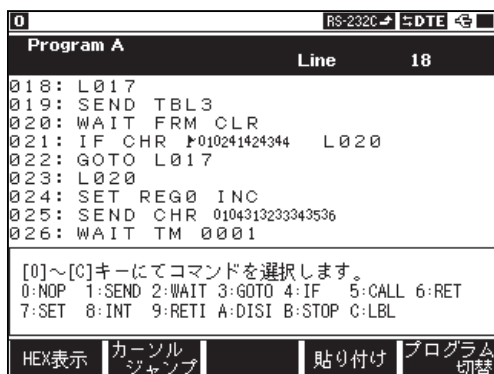 0 RS-232C DTE
Program A
Line 18
018: L017
019: SEND TBL3
020: WAIT FRM CLR
021: IF CHR 010241424344 L020
022: GOTO L017
023: L020
024: SET REG0 INC
025: SEND CHR 0104313233343536
026: WAIT TM 0001
[0]～[C]キーにてコマンドを選択します。
0:NOP 1:SEND 2:WAIT 3:GOTO 4:IF 5:CALL 6:RET
7:SET 8:INT 9:RETI A:DISI B:STOP C:LBL
HEX表示 カーソルジャンプ 貼り付け プログラム切替